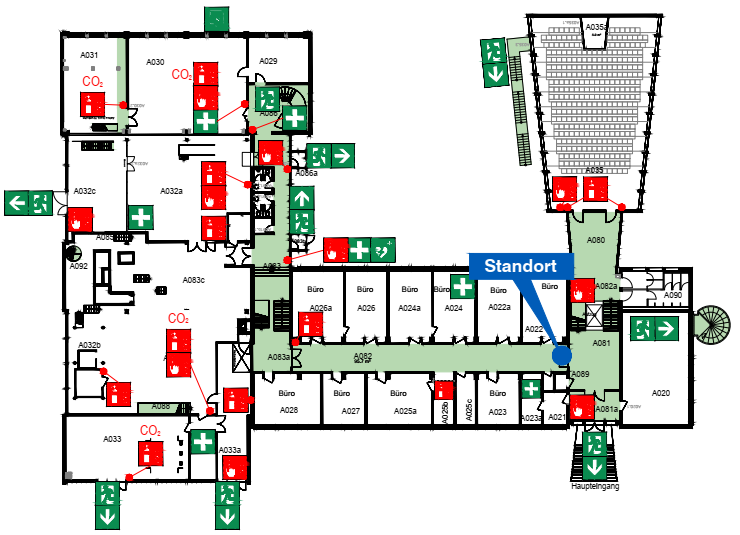 A035a
A031
A030
A029
CO₂
CO₂
A086
A035
A086a
A032c
A032a
A080
A083
A092
A083c
Standort
Büro
Büro
Büro
Büro
Büro
Büro
A026a
A026
A024a
A024
A022a
A022
A082a
A090
CO₂
A032b
A083a
A082
A081
A089
A020
Büro
Büro
Büro
Büro
A028
A027
A025a
A025b
A025c
A023
A023a
A021
A081a
A088
CO₂
A033
A033a
Haupteingang